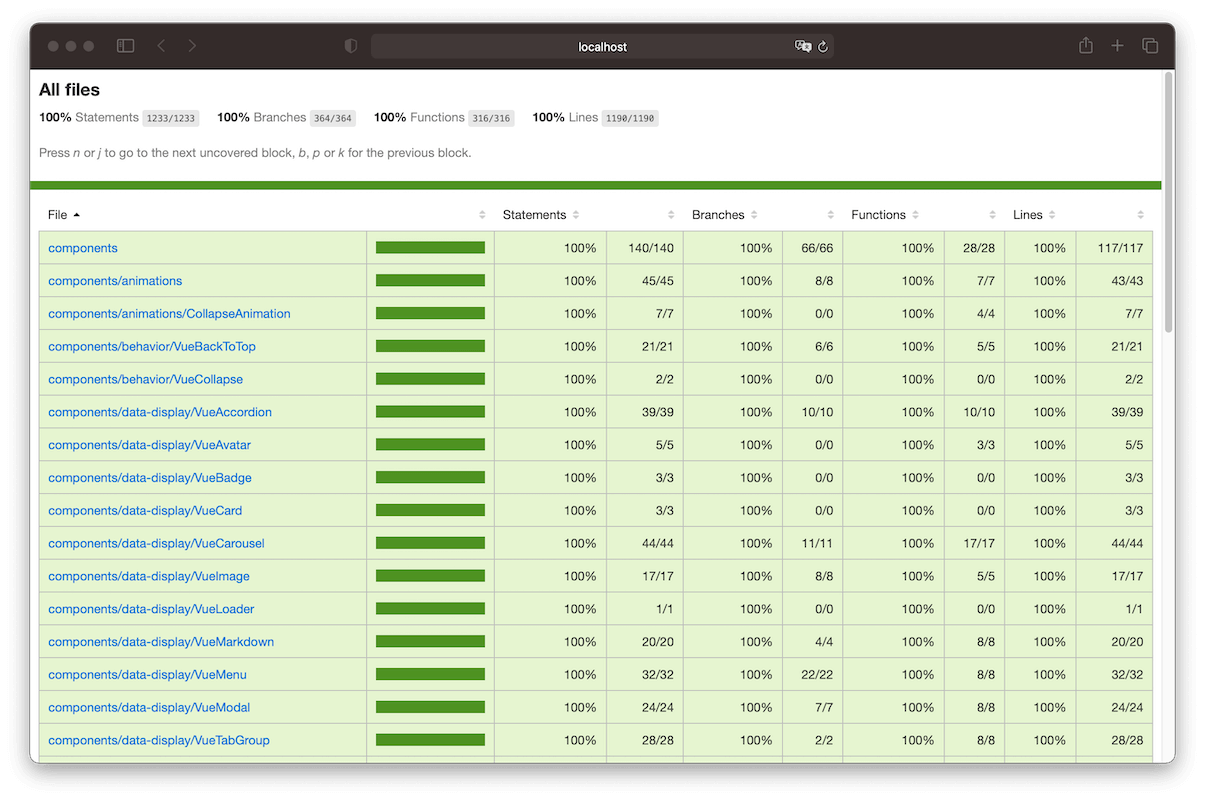 localhost
All files
100% Statements 1233/1233 100% Branches 364/364 100% Functions 316/316 100% Lines 1190/1190
Press n or j to go to the next uncovered block, b, p or k for the previous block.
File Statements Branches Functions Lines
components 100% 140/140 100% 66/66 100% 28/28 100% 117/117
components/animations 100% 45/45 100% 8/8 100% 7/7 100% 43/43
components/animations/CollapseAnimation 100% 7/7 100% 0/0 100% 4/4 100% 7/7
components/behavior/VueBackToTop 100% 21/21 100% 6/6 100% 5/5 100% 21/21
components/behavior/VueCollapse 100% 2/2 100% 0/0 100% 0/0 100% 2/2
components/data-display/VueAccordion 100% 39/39 100% 10/10 100% 10/10 100% 39/39
components/data-display/VueAvatar 100% 5/5 100% 0/0 100% 3/3 100% 5/5
components/data-display/VueBadge 100% 3/3 100% 0/0 100% 0/0 100% 3/3
components/data-display/VueCard 100% 3/3 100% 0/0 100% 0/0 100% 3/3
components/data-display/VueCarousel 100% 44/44 100% 11/11 100% 17/17 100% 44/44
components/data-display/VueImage 100% 17/17 100% 8/8 100% 5/5 100% 17/17
components/data-display/VueLoader 100% 1/1 100% 0/0 100% 0/0 100% 1/1
components/data-display/VueMarkdown 100% 20/20 100% 4/4 100% 8/8 100% 20/20
components/data-display/VueMenu 100% 32/32 100% 22/22 100% 8/8 100% 32/32
components/data-display/VueModal 100% 24/24 100% 7/7 100% 8/8 100% 24/24
components/data-display/VueTabGroup 100% 28/28 100% 2/2 100% 8/8 100% 28/28